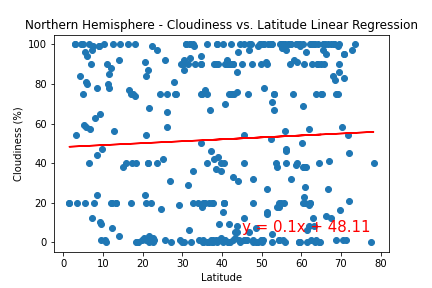 Northern Hemisphere - Cloudiness vs. Latitude Linear Regression
100
80
60
40
20
0
Cloudiness (%)
y = 0.1x + 48.11
0 10 20 30 40 50 60 70 80
Latitude